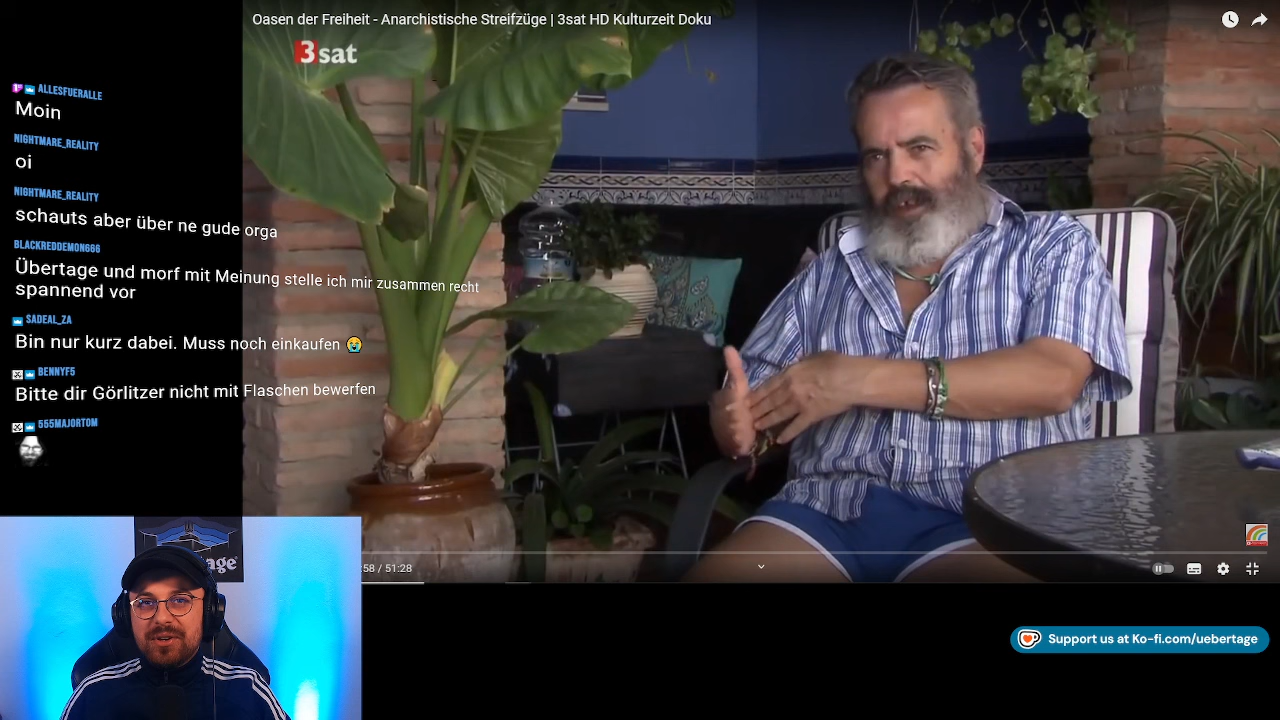 Oasen der Freiheit - Anarchistische Streifzüge | 3sat HD Kulturzeit Doku
3sat
ALLESFUERALLE
Moin
NIGHTMARE_REALITY
oi
NIGHTMARE_REALITY
schauts aber über ne gude orga
BLACKREDDEMON666
Übertage und morf mit Meinung stelle ich mir zusammen recht
spannend vor
SADEAL_ZA
Bin nur kurz dabei. Muss noch einkaufen 😭
BENNYF5
Bitte dir Görlitzer nicht mit Flaschen bewerfen
555MAJORTOM
:58 / 51:28
Support us at Ko-fi.com/uebertage